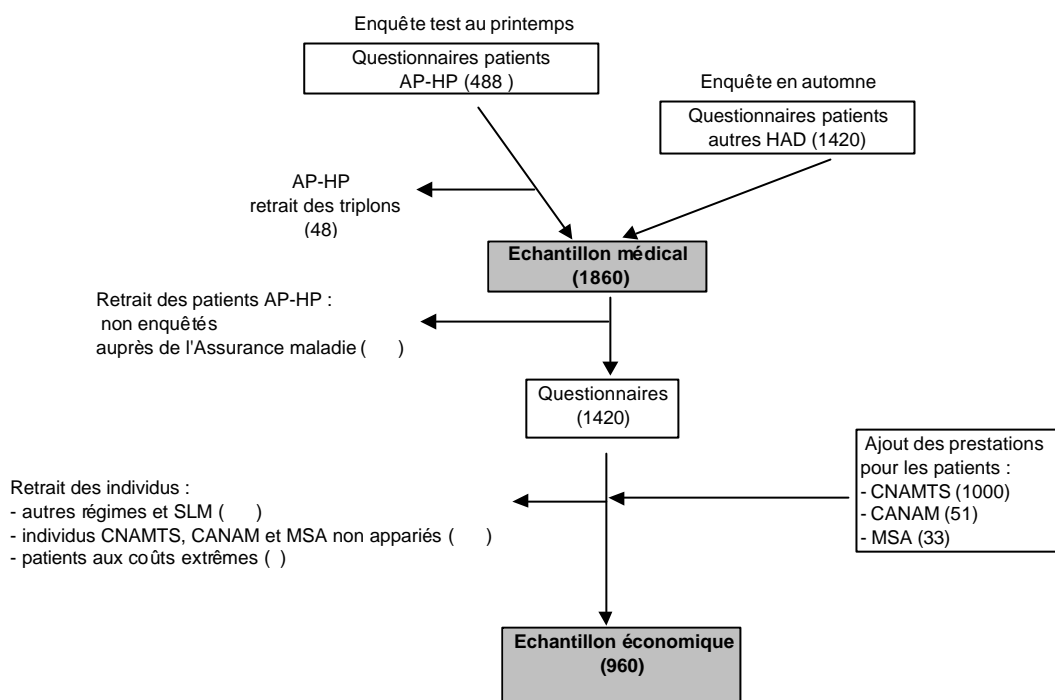 Enquête test au printemps
Questionnaires patients
AP-HP (488 )
Enquête en automne
Questionnaires patients
autres HAD (1420)
AP-HP
retrait des triplons
(48)
Echantillon médical
(1860)
Retrait des patients AP-HP :
non enquêtés
auprès de l'Assurance maladie (     )
Questionnaires
(1420)
Ajout des prestations
pour les patients :
- CNAMTS (1000)
- CANAM (51)
- MSA (33)
Retrait des individus :
- autres régimes et SLM (     )
- individus CNAMTS, CANAM et MSA non appariés (     )
- patients aux coûts extrêmes (  )
Echantillon économique
(960)